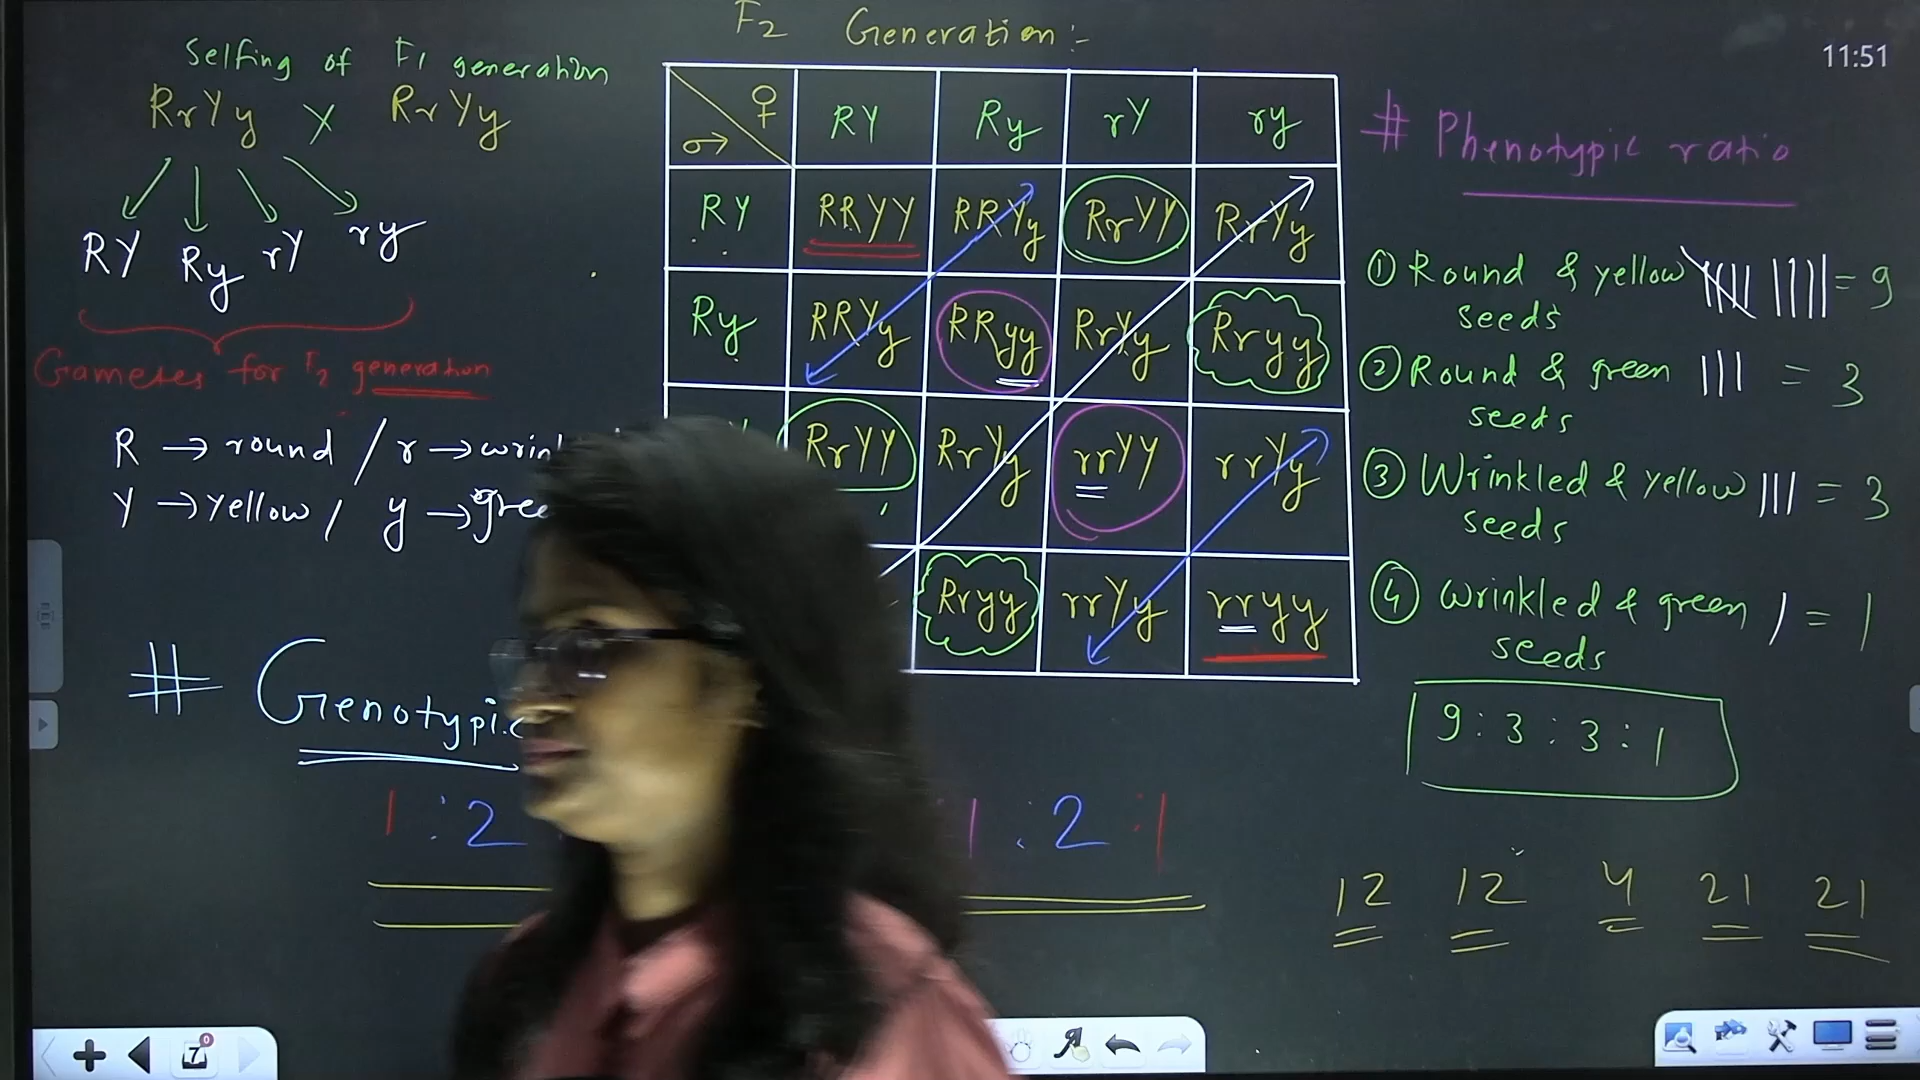 F2 Generation:-
11:51
Selfing of F1 generation
RrYy X RrYy
RY Ry rY ry
Gametes for F2 generation
R → round / r →
Y → yellow / y →
♀ RY Ry rY ry
♂
RY RRYY RRYy RrYY RrYy
Ry RRYy RRyy RrYy Rryy
RrYY RrYy rrYY rrYy
Rryy rrYy rryy
# Phenotypic ratio
① Round & yellow seeds = 9
② Round & green seeds ||| = 3
③ Wrinkled & yellow seeds ||| = 3
④ Wrinkled & green seeds | = 1
9 : 3 : 3 : 1
# Genotypic
1 : 2
1 : 2 : 1
12 12 4 21 21
7
0